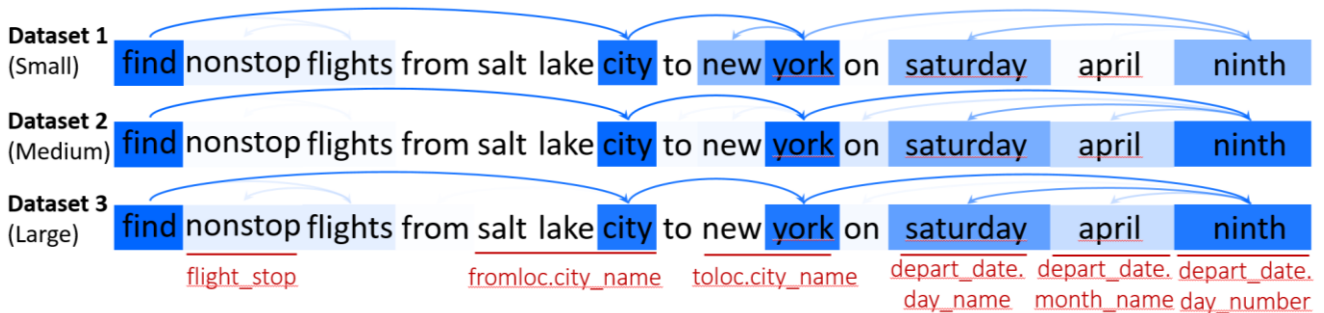 Dataset 1
(Small)
find nonstop flights from salt lake city to new york on saturday april ninth
Dataset 2
(Medium)
find nonstop flights from salt lake city to new york on saturday april ninth
Dataset 3
(Large)
find nonstop flights from salt lake city to new york on saturday april ninth
flight_stop
fromloc.city_name
toloc.city_name
depart_date.
day_name
depart_date.
month_name
depart_date.
day_number